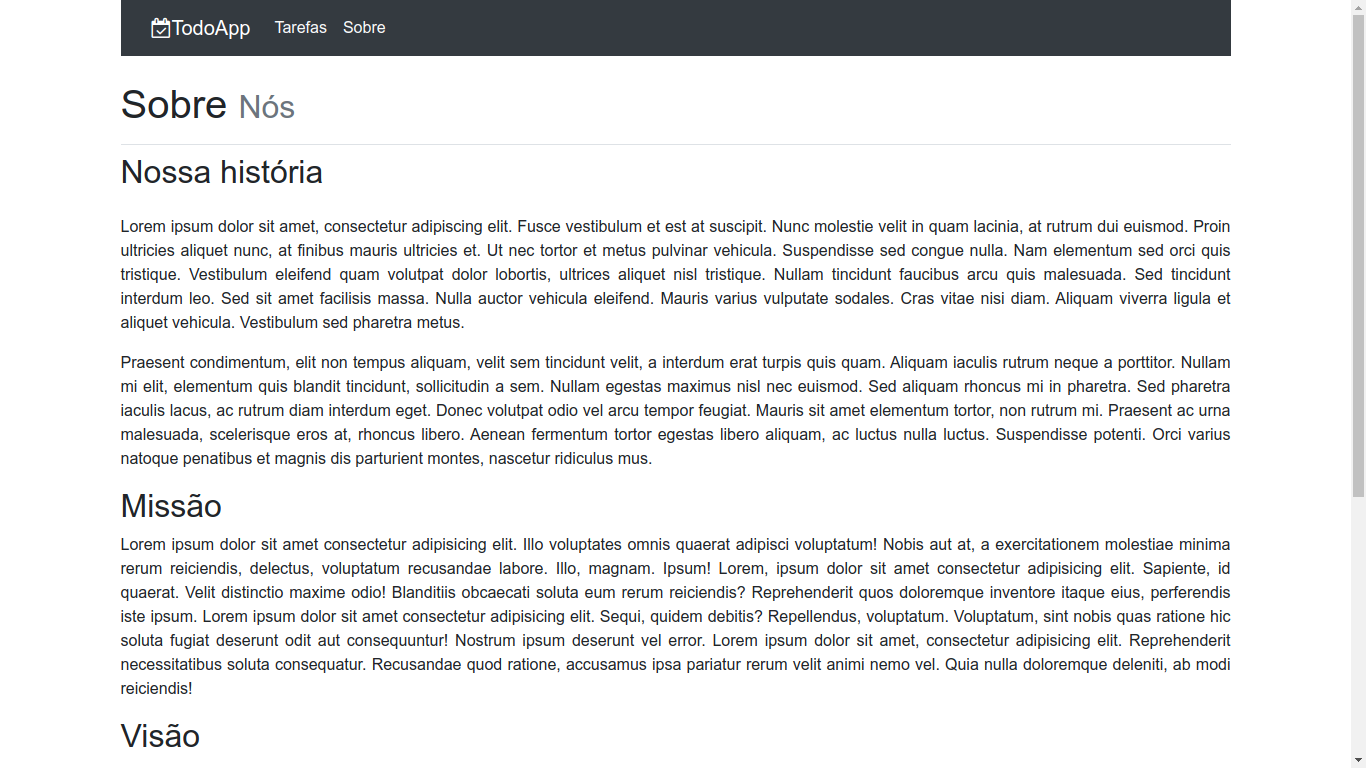 TodoApp Tarefas Sobre
Sobre Nós
Nossa história
Lorem ipsum dolor sit amet, consectetur adipiscing elit. Fusce vestibulum et est at suscipit. Nunc molestie velit in quam lacinia, at rutrum dui euismod. Proin
ultricies aliquet nunc, at finibus mauris ultricies et. Ut nec tortor et metus pulvinar vehicula. Suspendisse sed congue nulla. Nam elementum sed orci quis
tristique. Vestibulum eleifend quam volutpat dolor lobortis, ultrices aliquet nisl tristique. Nullam tincidunt faucibus arcu quis malesuada. Sed tincidunt
interdum leo. Sed sit amet facilisis massa. Nulla auctor vehicula eleifend. Mauris varius vulputate sodales. Cras vitae nisi diam. Aliquam viverra ligula et
aliquet vehicula. Vestibulum sed pharetra metus.
Praesent condimentum, elit non tempus aliquam, velit sem tincidunt velit, a interdum erat turpis quis quam. Aliquam iaculis rutrum neque a porttitor. Nullam
mi elit, elementum quis blandit tincidunt, sollicitudin a sem. Nullam egestas maximus nisl nec euismod. Sed aliquam rhoncus mi in pharetra. Sed pharetra
iaculis lacus, ac rutrum diam interdum eget. Donec volutpat odio vel arcu tempor feugiat. Mauris sit amet elementum tortor, non rutrum mi. Praesent ac urna
malesuada, scelerisque eros at, rhoncus libero. Aenean fermentum tortor egestas libero aliquam, ac luctus nulla luctus. Suspendisse potenti. Orci varius
natoque penatibus et magnis dis parturient montes, nascetur ridiculus mus.
Missão
Lorem ipsum dolor sit amet consectetur adipisicing elit. Illo voluptates omnis quaerat adipisci voluptatum! Nobis aut at, a exercitationem molestiae minima
rerum reiciendis, delectus, voluptatum recusandae labore. Illo, magnam. Ipsum! Lorem, ipsum dolor sit amet consectetur adipisicing elit. Sapiente, id
quaerat. Velit distinctio maxime odio! Blanditiis obcaecati soluta eum rerum reiciendis? Reprehenderit quos doloremque inventore itaque eius, perferendis
iste ipsum. Lorem ipsum dolor sit amet consectetur adipisicing elit. Sequi, quidem debitis? Repellendus, voluptatum. Voluptatum, sint nobis quas ratione hic
soluta fugiat deserunt odit aut consequuntur! Nostrum ipsum deserunt vel error. Lorem ipsum dolor sit amet, consectetur adipisicing elit. Reprehenderit
necessitatibus soluta consequatur. Recusandae quod ratione, accusamus ipsa pariatur rerum velit animi nemo vel. Quia nulla doloremque deleniti, ab modi
reiciendis!
Visão